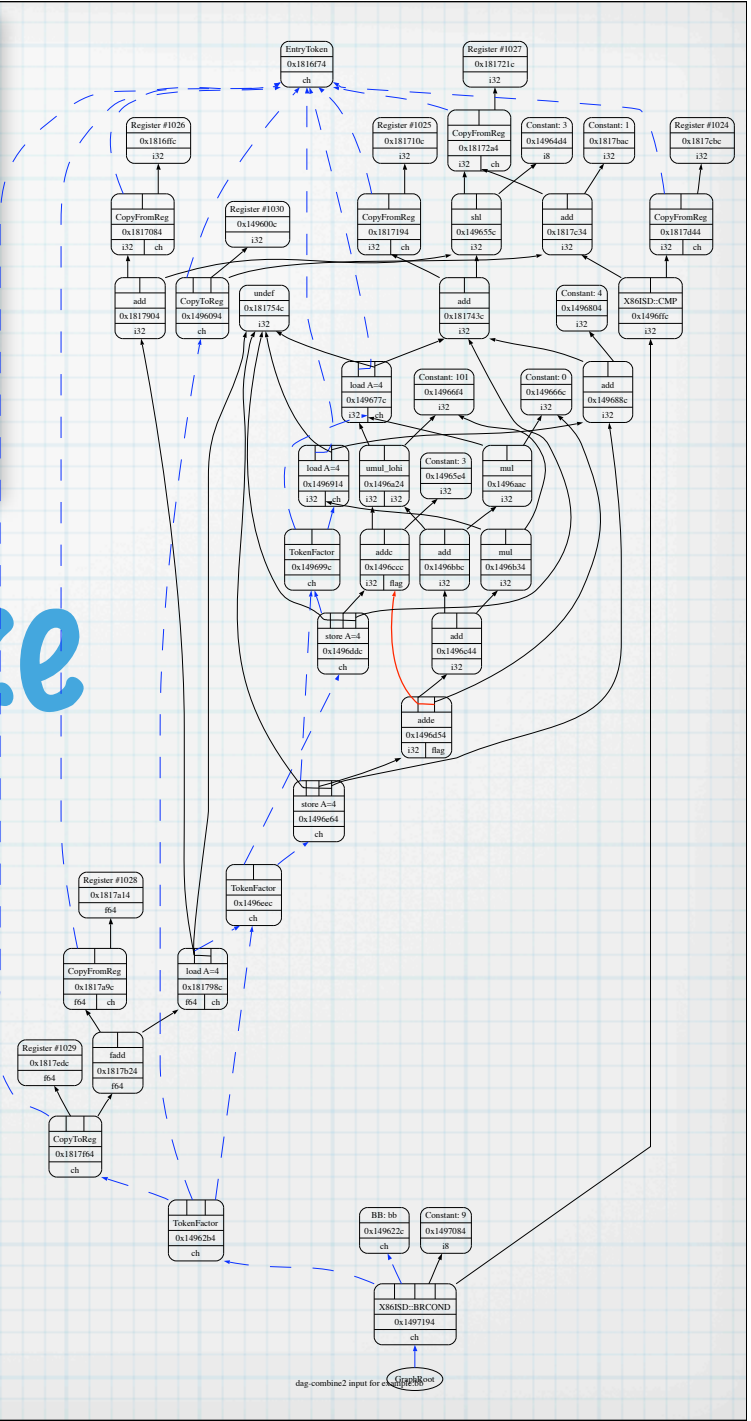 EntryToken
0x1816f74
ch
Register #1027
0x181721c
i32
Register #1026
0x1816ffc
i32
Register #1025
0x181710c
i32
CopyFromReg
0x18172a4
i32 ch
Constant: 3
0x14964d4
i8
Constant: 1
0x1817bac
i32
Register #1024
0x1817cbc
i32
CopyFromReg
0x1817084
i32 ch
Register #1030
0x149600c
i32
CopyFromReg
0x1817194
i32 ch
shl
0x149655c
i32
add
0x1817c34
i32
CopyFromReg
0x1817d44
i32 ch
add
0x1817904
i32
CopyToReg
0x1496094
ch
undef
0x181754c
i32
add
0x181743c
i32
Constant: 4
0x1496804
i32
X86ISD::CMP
0x1496ffc
i32
load A=4
0x149677c
i32 ch
Constant: 101
0x14966f4
i32
Constant: 0
0x149666c
i32
add
0x149688c
i32
load A=4
0x1496914
i32 ch
umul_lohi
0x1496a24
i32 i32
Constant: 3
0x14965e4
i32
mul
0x1496aac
i32
TokenFactor
0x149699c
ch
addc
0x1496ccc
i32 flag
add
0x1496bbc
i32
mul
0x1496b34
i32
store A=4
0x1496ddc
ch
add
0x1496c44
i32
adde
0x1496d54
i32 flag
store A=4
0x1496e64
ch
TokenFactor
0x1496eec
ch
Register #1028
0x1817a14
f64
CopyFromReg
0x1817a9c
f64 ch
load A=4
0x181798c
f64 ch
Register #1029
0x1817edc
f64
fadd
0x1817b24
f64
CopyToReg
0x1817f64
ch
TokenFactor
0x14962b4
ch
BB: bb
0x149622c
ch
Constant: 9
0x1497084
i8
X86ISD::BRCOND
0x1497194
ch
GraphRoot
dag-combine2 input for example:bb